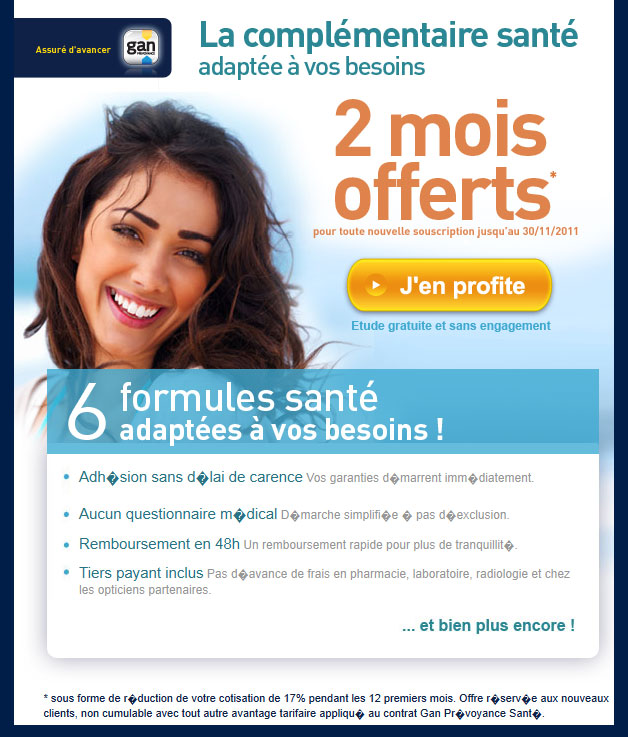 Assuré d'avancer
gan
PRÉVOYANCE
La complémentaire santé
adaptée à vos besoins
2 mois
offerts*
pour toute nouvelle souscription jusqu'au 30/11/2011
J'en profite
Etude gratuite et sans engagement
6 formules santé
adaptées à vos besoins !
• Adh�sion sans d�lai de carence Vos garanties d�marrent imm�diatement.
• Aucun questionnaire m�dical D�marche simplifi�e � pas d�exclusion.
• Remboursement en 48h Un remboursement rapide pour plus de tranquillit�.
• Tiers payant inclus Pas d�avance de frais en pharmacie, laboratoire, radiologie et chez
les opticiens partenaires.
... et bien plus encore !
* sous forme de r�duction de votre cotisation de 17% pendant les 12 premiers mois. Offre r�serv�e aux nouveaux
clients, non cumulable avec tout autre avantage tarifaire appliqu� au contrat Gan Pr�voyance Sant�.